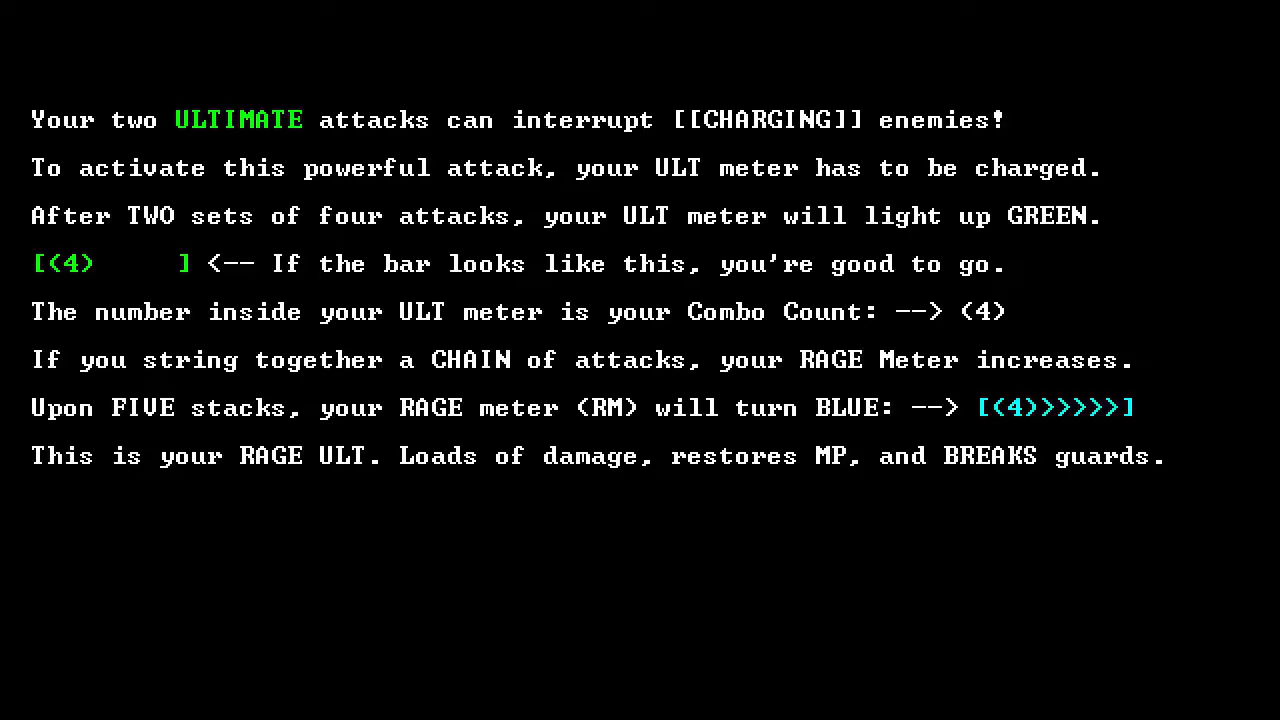 Your two ULTIMATE attacks can interrupt [[CHARGING]] enemies!
To activate this powerful attack, your ULT meter has to be charged.
After TWO sets of four attacks, your ULT meter will light up GREEN.
[(4)     ] <-- If the bar looks like this, you're good to go.
The number inside your ULT meter is your Combo Count: --> (4)
If you string together a CHAIN of attacks, your RAGE Meter increases.
Upon FIVE stacks, your RAGE meter (RM) will turn BLUE: --> [(4)>>>>>]
This is your RAGE ULT. Loads of damage, restores MP, and BREAKS guards.